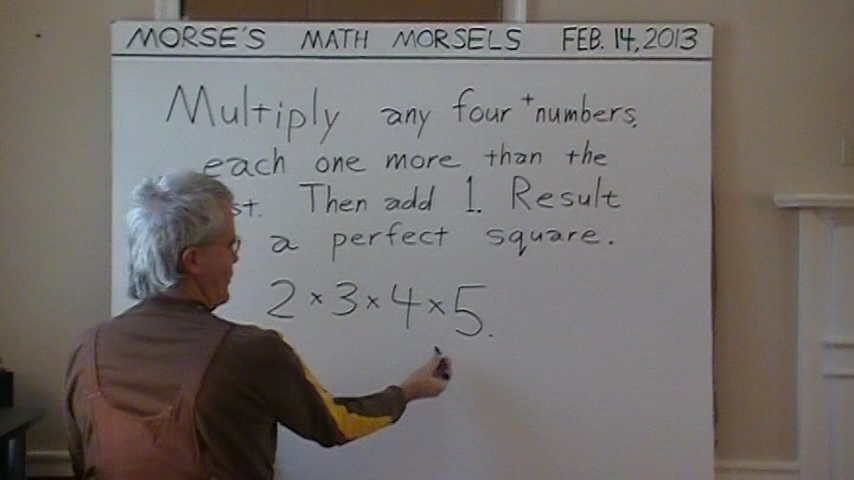 MORSE'S MATH MORSELS FEB. 14, 2013
Multiply any four +numbers,
each one more than the
Then add 1. Result
a perfect square.
2 × 3 × 4 × 5.